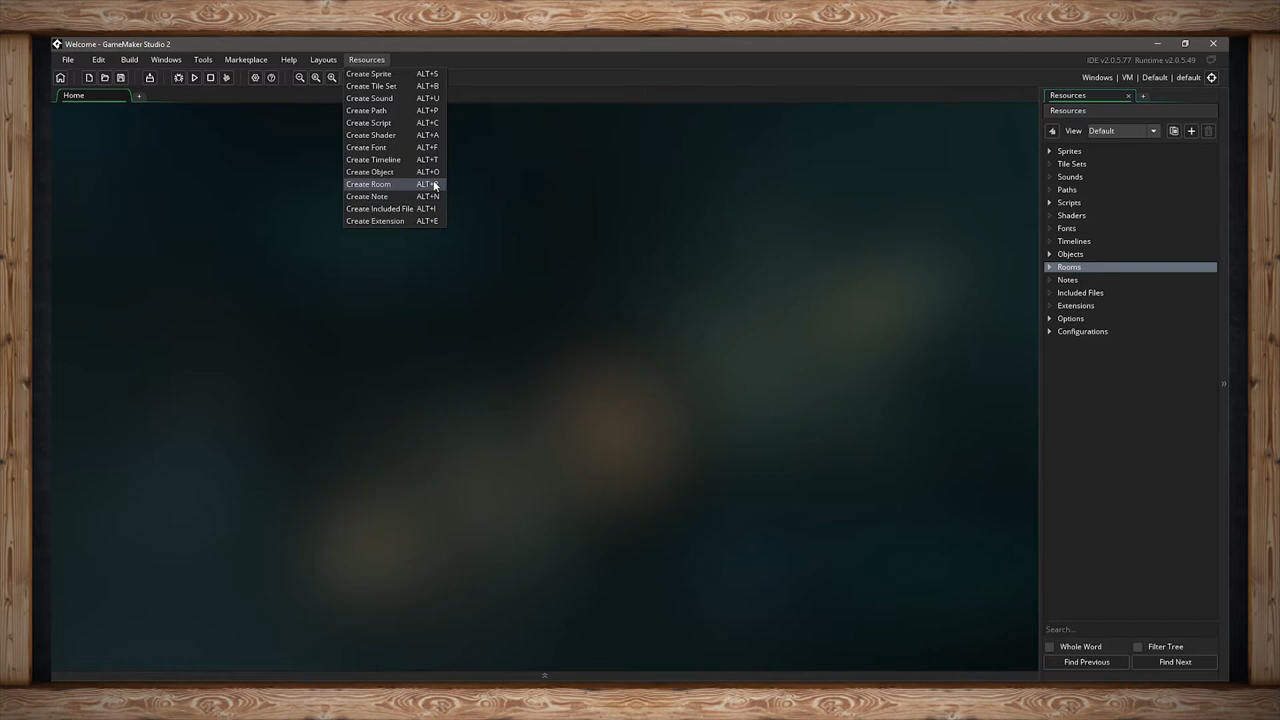 Welcome - GameMaker Studio 2
File Edit Build Windows Tools Marketplace Help Layouts Resources
IDE v2.0.5.77 Runtime v2.0.5.49
Windows | VM | Default | default
Home
Create Sprite ALT+S
Create Tile Set ALT+B
Create Sound ALT+U
Create Path ALT+P
Create Script ALT+C
Create Shader ALT+A
Create Font ALT+F
Create Timeline ALT+T
Create Object ALT+O
Create Room
Create Note ALT+N
Create Included File ALT+I
Create Extension ALT+E
Resources
Resources
View Default
Sprites
Tile Sets
Sounds
Paths
Scripts
Shaders
Fonts
Timelines
Objects
Rooms
Notes
Included Files
Extensions
Options
Configurations
Search...
Whole Word Filter Tree
Find Previous Find Next